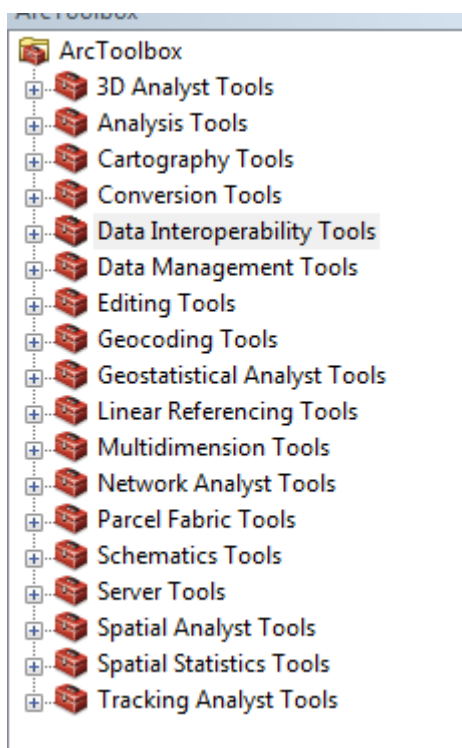 ArcToolbox
ArcToolbox
3D Analyst Tools
Analysis Tools
Cartography Tools
Conversion Tools
Data Interoperability Tools
Data Management Tools
Editing Tools
Geocoding Tools
Geostatistical Analyst Tools
Linear Referencing Tools
Multidimension Tools
Network Analyst Tools
Parcel Fabric Tools
Schematics Tools
Server Tools
Spatial Analyst Tools
Spatial Statistics Tools
Tracking Analyst Tools